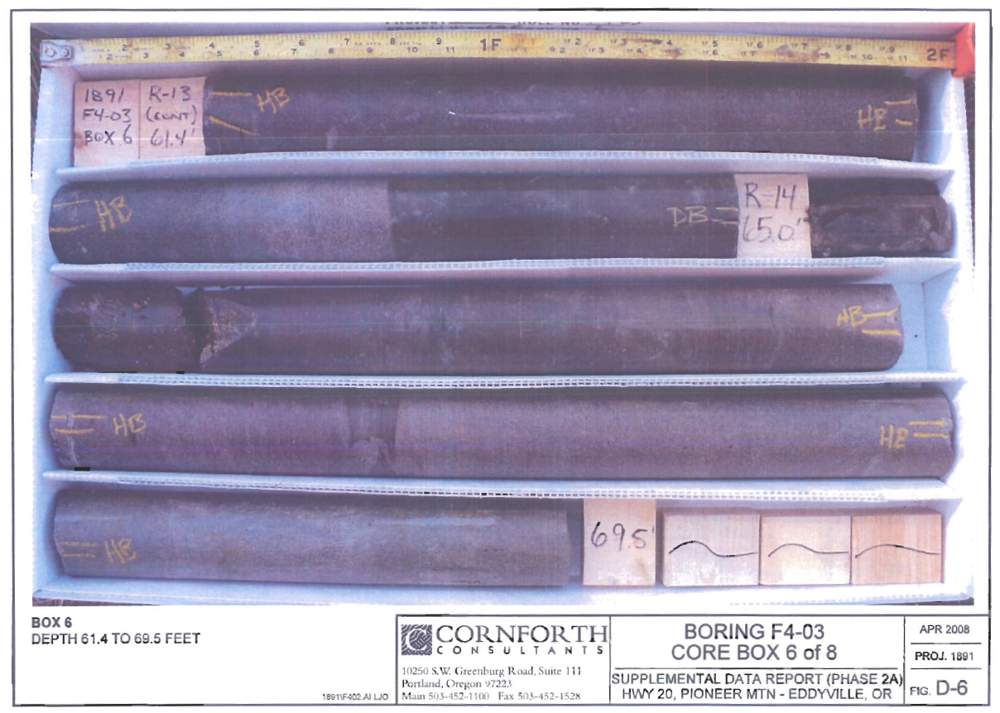 1F
2F
1891
F4-03
BOX 6
R-13
(CONT)
61.4'
HB
HB
HB
DB
R-14
65.0'
HB
HB
HB
HB
69.5'
BOX 6
DEPTH 61.4 TO 69.5 FEET
18911F402.AI LJO
CORNFORTH
CONSULTANTS
10250 S.W. Greenburg Road, Suite 111
Portland, Oregon 97223
Main 503-452-1100 Fax 503-452-1528
BORING F4-03
CORE BOX 6 of 8
SUPPLEMENTAL DATA REPORT (PHASE 2A)
HWY 20, PIONEER MTN - EDDYVILLE, OR
APR 2008
PROJ. 1891
FIG. D-6